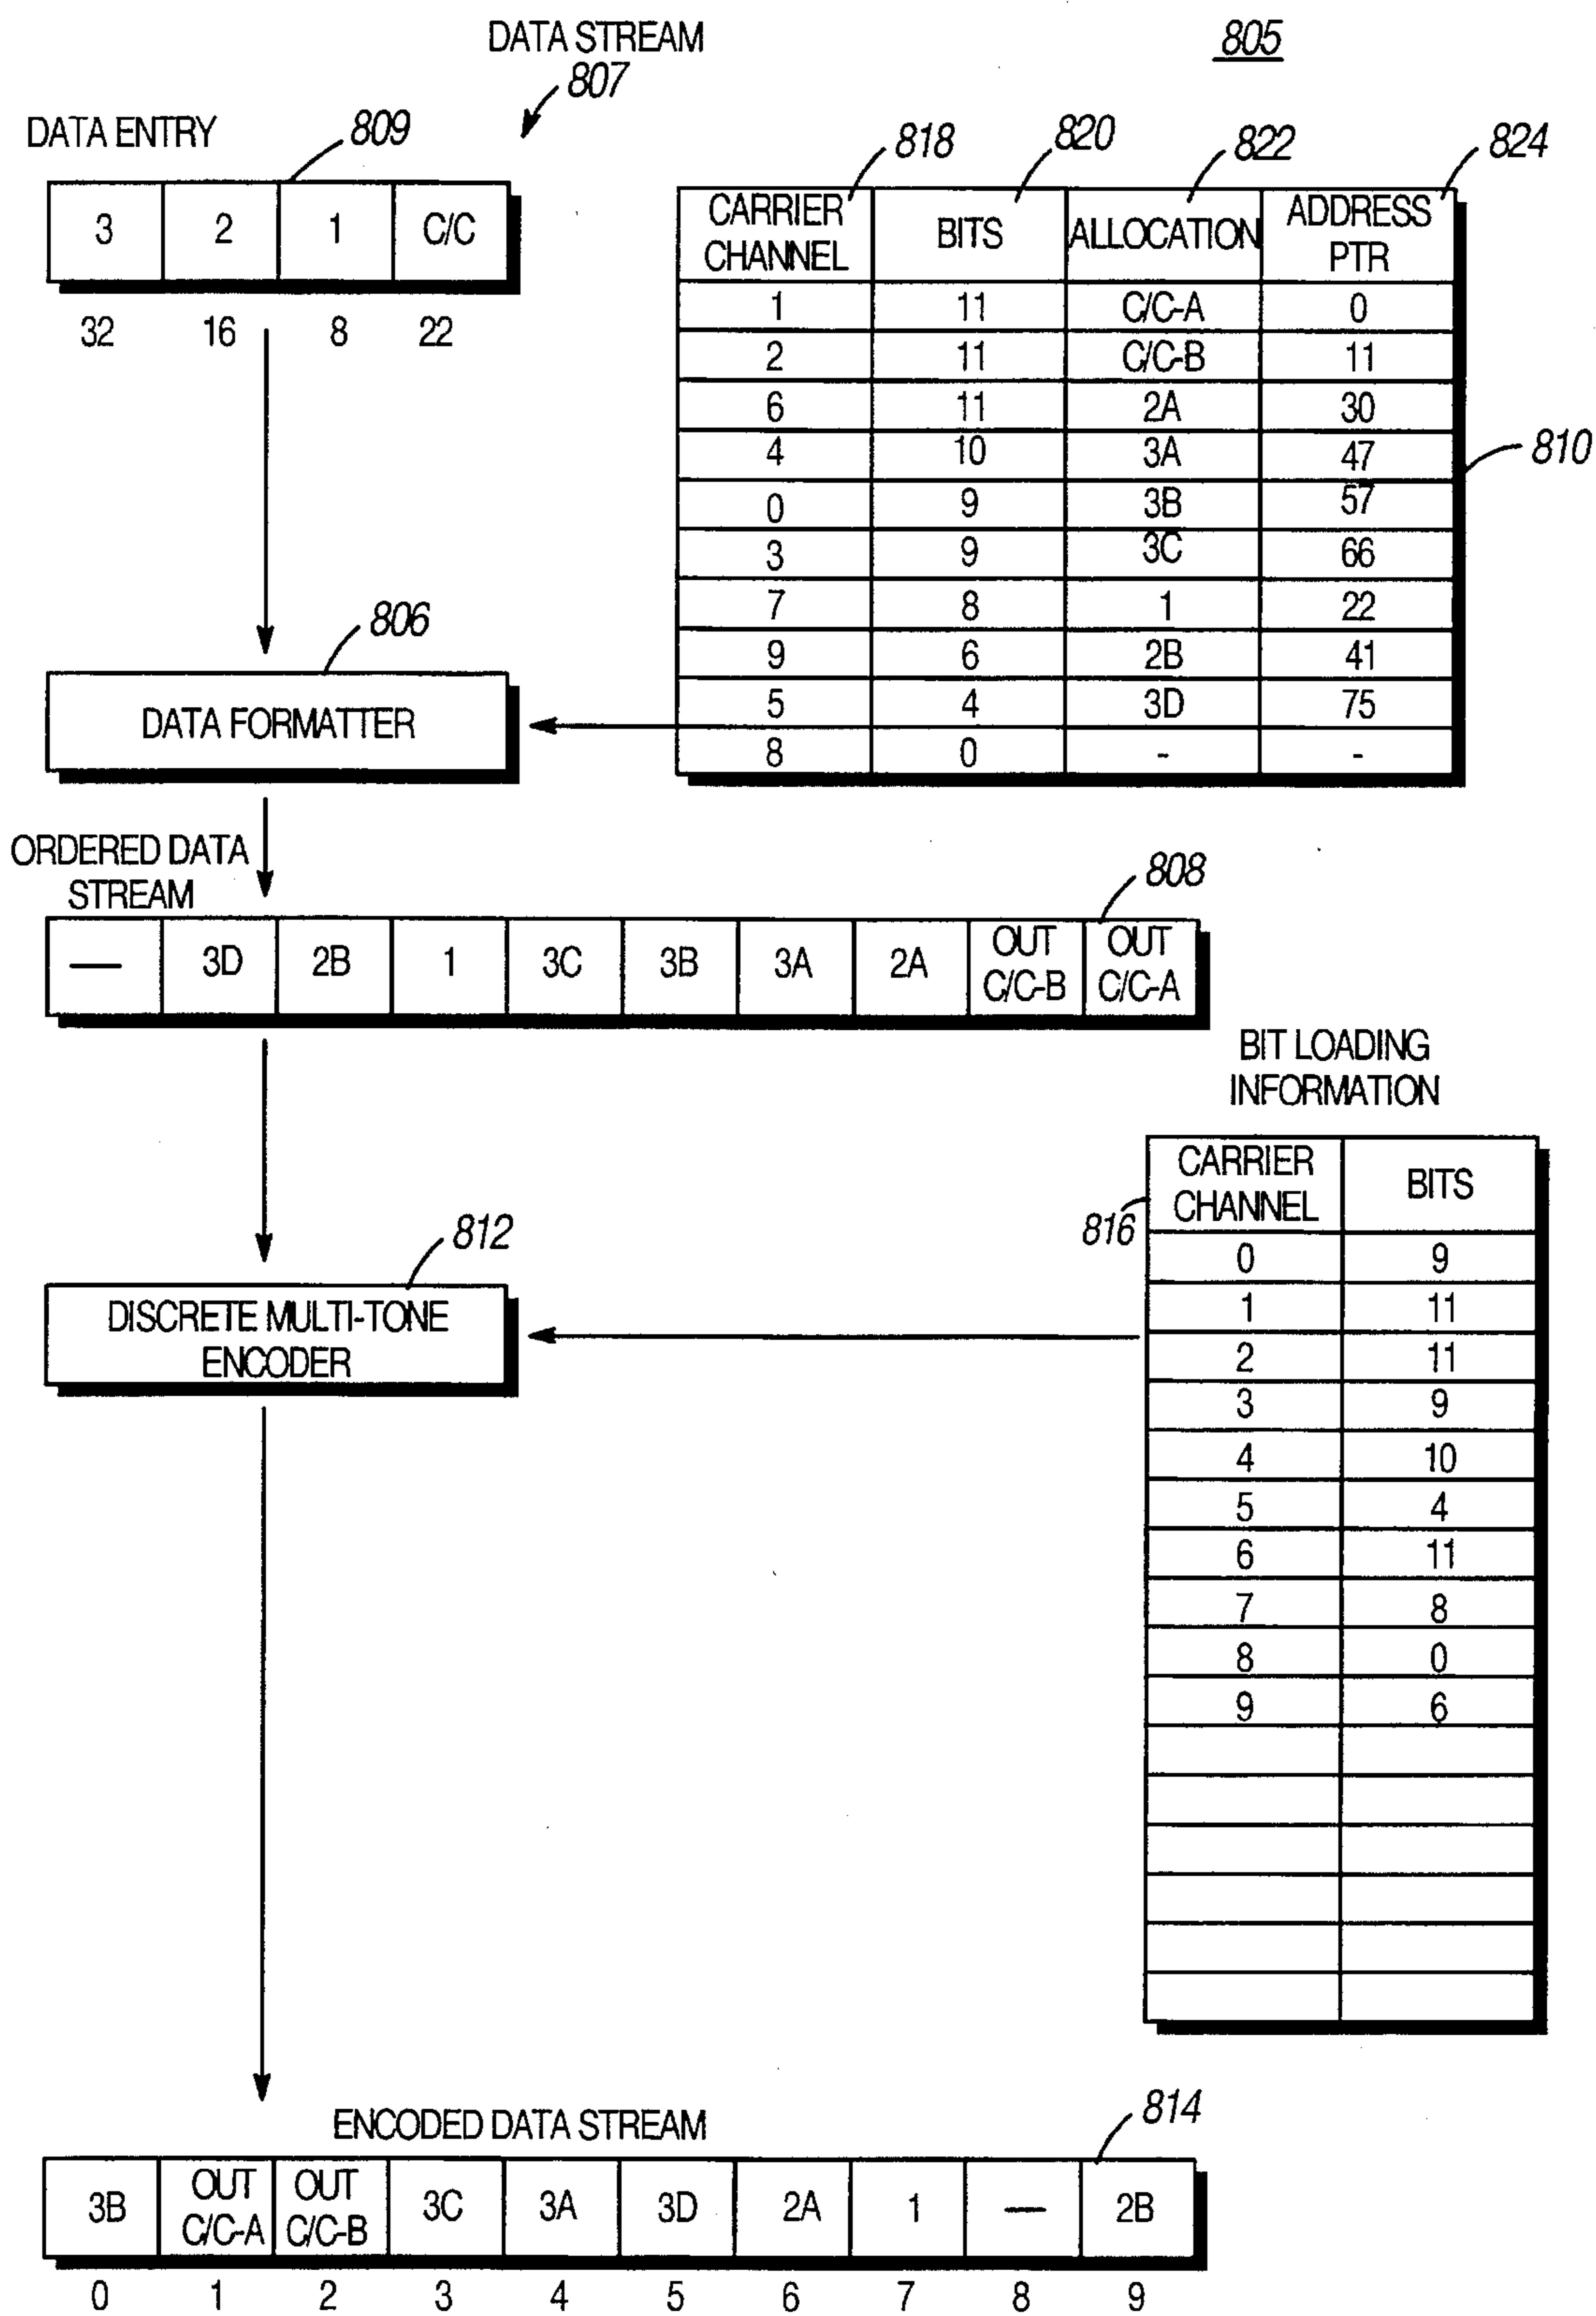 DATA STREAM
807
805
DATA ENTRY
809
3 2 1 C/C
32 16 8 22
818 820 822 824
CARRIER CHANNEL BITS ALLOCATION ADDRESS PTR
1 11 C/C-A 0
2 11 C/C-B 11
6 11 2A 30
4 10 3A 47
0 9 3B 57
3 9 3C 66
7 8 1 22
9 6 2B 41
5 4 3D 75
8 0 - -
810
806
DATA FORMATTER
ORDERED DATA
STREAM
808
— 3D 2B 1 3C 3B 3A 2A OUT C/C-B OUT C/C-A
BIT LOADING
INFORMATION
816
CARRIER CHANNEL BITS
0 9
1 11
2 11
3 9
4 10
5 4
6 11
7 8
8 0
9 6
812
DISCRETE MULTI-TONE
ENCODER
ENCODED DATA STREAM
814
3B OUT C/C-A OUT C/C-B 3C 3A 3D 2A 1 — 2B
0 1 2 3 4 5 6 7 8 9